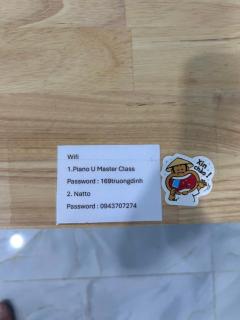 Wifi
1.Piano U Master Class
Password : 169truongdinh
2. Natto
Password : 0943707274
Xin
chào